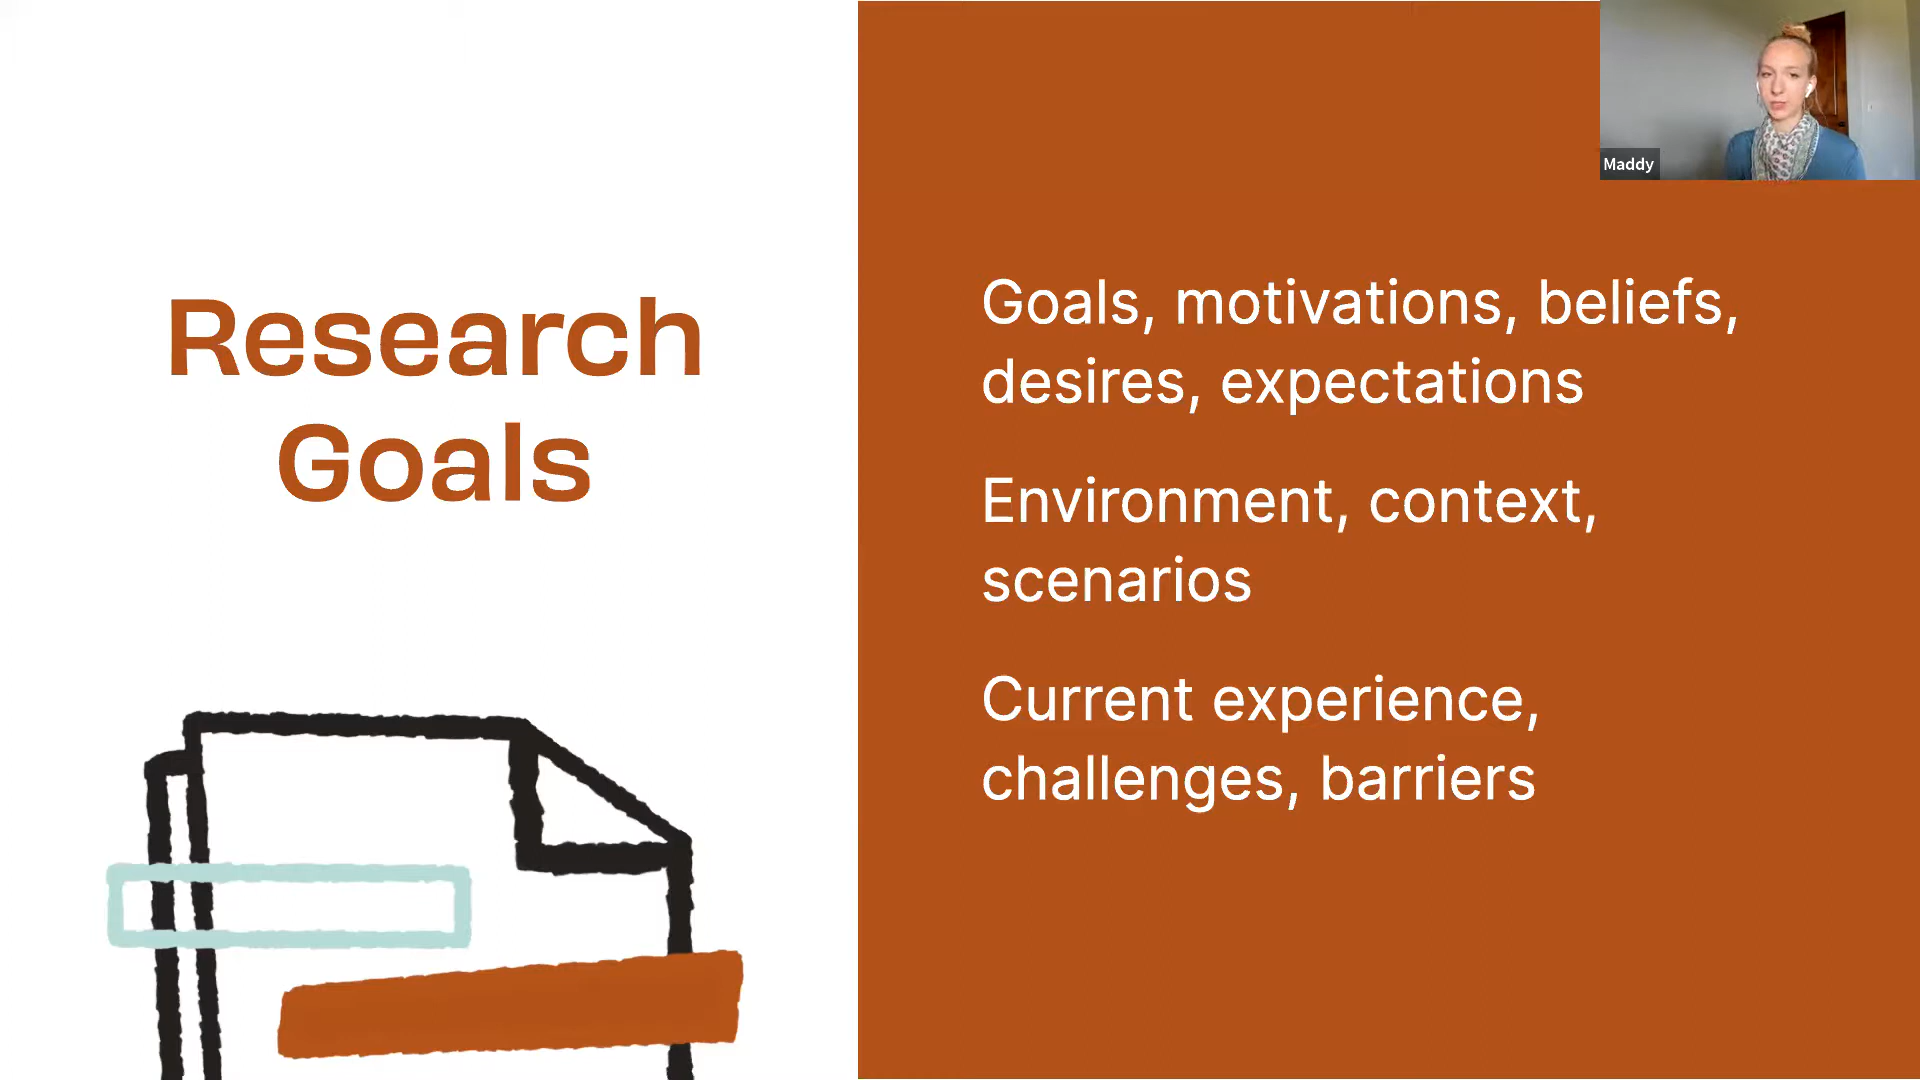 Research
Goals
Goals, motivations, beliefs,
desires, expectations
Environment, context,
scenarios
Current experience,
challenges, barriers
Maddy